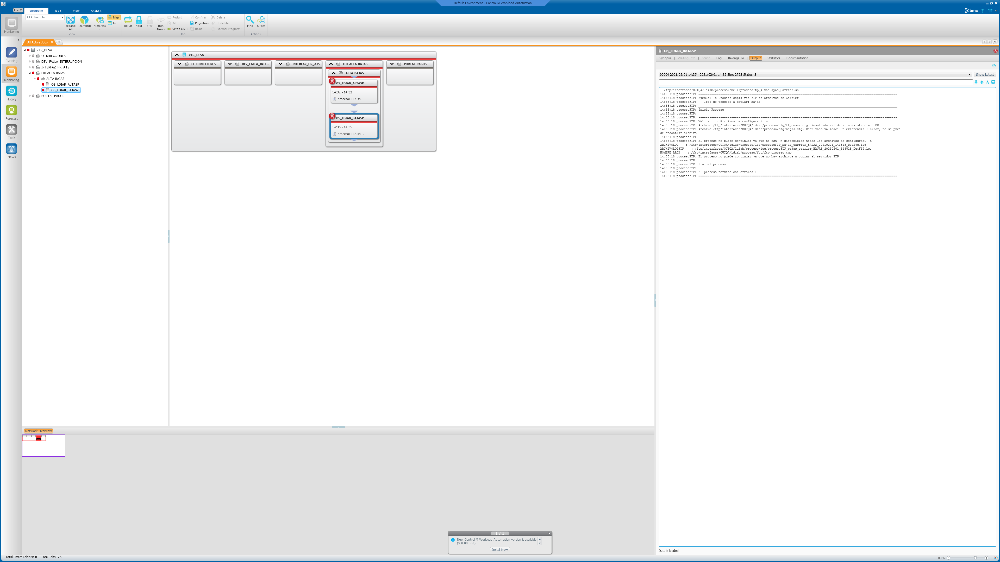 Default Environment - Control-M Workload Automation
File
Viewpoint
Tools
View
Analysis
bmc
All Active Jobs
Expand All
Rearrange
Hierarchy
Map
List
View
Rerun
Hold
Free
Run Now
Restart
Kill
Set to OK
Confirm
Projection
React
Delete
Undelete
External Programs
Job
Find
Order
Actions
Monitoring
Planning
Monitoring
History
Forecast
Tools
News
All Active Jobs
VTR_DESA
CC-DIRECCIONES
DEV_FALLA_INTERRUPCION
INTERFAZ_HR_ATS
LDI-ALTA-BAJAS
ALTA-BAJAS
OS_LDIAB_ALTASP
OS_LDIAB_BAJASP
PORTAL-PAGOS
VTR_DESA
CC-DIRECCIONES
DEV_FALLA_INTE...
INTERFAZ_HR_ATS
LDI-ALTA-BAJAS
PORTAL-PAGOS
ALTA-BAJAS
OS_LDIAB_ALTASP
14:32 - 14:32
procesoETLA.sh
OS_LDIAB_BAJASP
14:35 - 14:35
procesoETLA.sh B
OS_LDIAB_BAJASP
Synopsis | Waiting Info | Script | Log | Belongs To | Output | Statistics | Documentation
00004 2021/02/01 14:35 - 2021/02/01 14:35 Size: 2723 Status: 3
Show Latest
+ /ftp/interfaces/OUTQA/ldiab/proceso/shell/procesoFtp_AltasBajas_Carrier.sh B
14:35:18 procesoFTP: =============================================================================================================
14:35:18 procesoFTP: Ejecuci  n Proceso copia via FTP de archivos de Carrier
14:35:18 procesoFTP:    Tipo de proceco a copiar: Bajas
14:35:18 procesoFTP: _____________________________________________________________________________________________________________
14:35:18 procesoFTP: Inicio Proceso
14:35:18 procesoFTP:
14:35:18 procesoFTP: -------------------------------------------------------------------------------------------------------------
14:35:18 procesoFTP: Validaci  n Archivos de configuraci  n
14:35:18 procesoFTP: Archivo /ftp/interfaces/OUTQA/ldiab/proceso/cfg/ftp_user.cfg. Resultado validaci  n existencia : OK
14:35:18 procesoFTP: Archivo /ftp/interfaces/OUTQA/ldiab/proceso/cfg/bajas.cfg. Resultado validaci  n existencia : Error, no se pue\
de encontrar archivo
14:35:18 procesoFTP: -------------------------------------------------------------------------------------------------------------
14:35:18 procesoFTP: El proceso no puede continuar ya que no est  n disponibles todos los archivos de configuraci  n
ARCHIVOLOG    : /ftp/interfaces/OUTQA/ldiab/proceso/log/procesoFTP_bajas_carrier_BAJAS_20210201_143518_DetEje.log
ARCHIVOLOGFTP    : /ftp/interfaces/OUTQA/ldiab/proceso/log/procesoFTP_bajas_carrier_BAJAS_20210201_143518_DetFTP.log
NOMBRE_ARCH    : /ftp/interfaces/OUTQA/ldiab/proceso/ftp/ftp_proceso.tmp
14:35:18 procesoFTP: El proceso no puede continuar ya que no hay archivos a copiar al servidor FTP
14:35:18 procesoFTP: _____________________________________________________________________________________________________________
14:35:18 procesoFTP: Fin del proceso
14:35:18 procesoFTP:
14:35:18 procesoFTP: El proceso termino con errores : 3
14:35:18 procesoFTP: =============================================================================================================
Data is loaded
Network Overview
1 / 1
New Control-M Workload Automation version is available
(9.0.00.300)
Install Now
Total Smart Folders: 0    Total Jobs: 25
100%